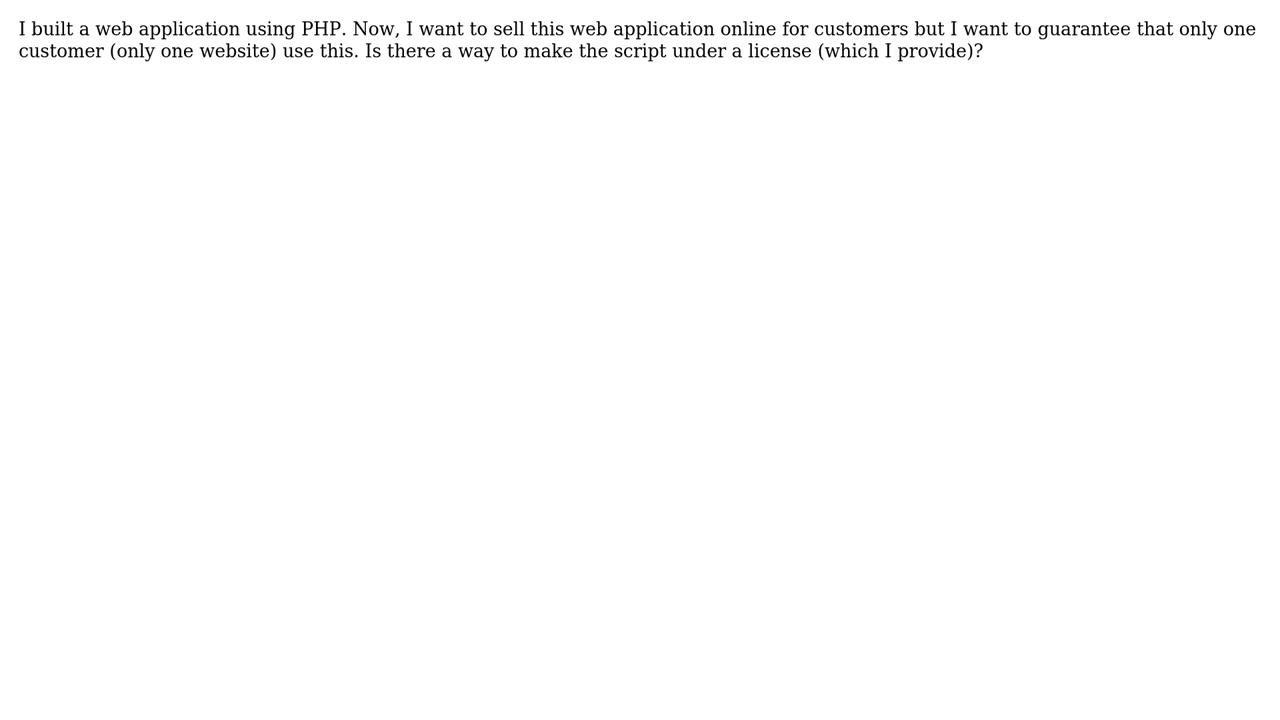 I built a web application using PHP. Now, I want to sell this web application online for customers but I want to guarantee that only one
customer (only one website) use this. Is there a way to make the script under a license (which I provide)?